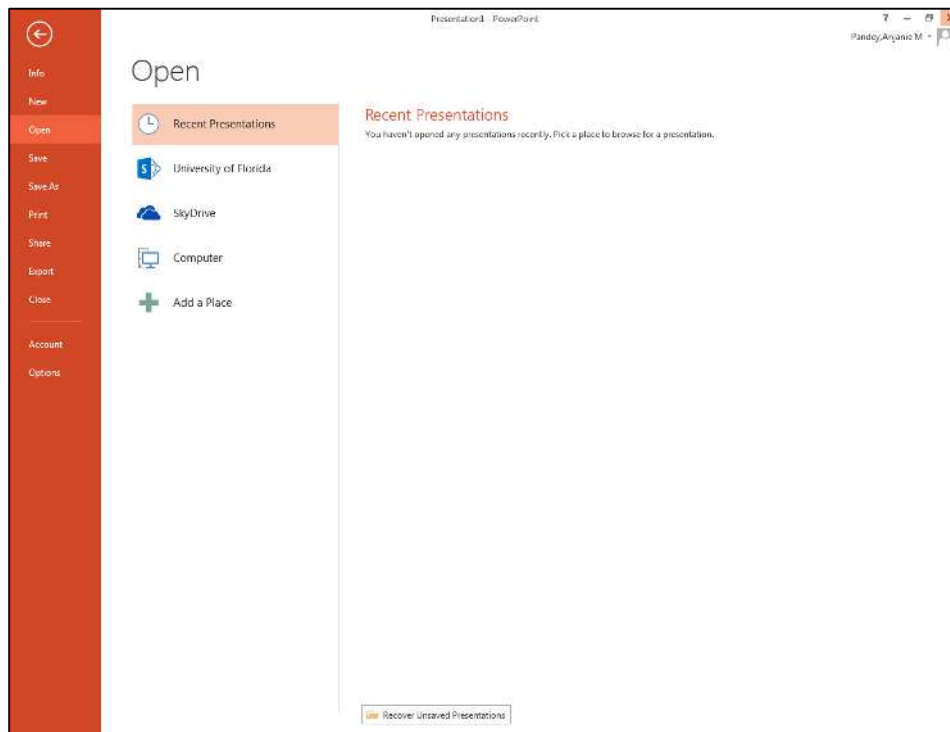 Presentation1 - PowerPoint
?
Pandey,Anjanie M
Info
New
Open
Save
Save As
Print
Share
Export
Close
Account
Options
Open
Recent Presentations
University of Florida
SkyDrive
Computer
Add a Place
Recent Presentations
You haven't opened any presentations recently. Pick a place to browse for a presentation.
Recover Unsaved Presentations